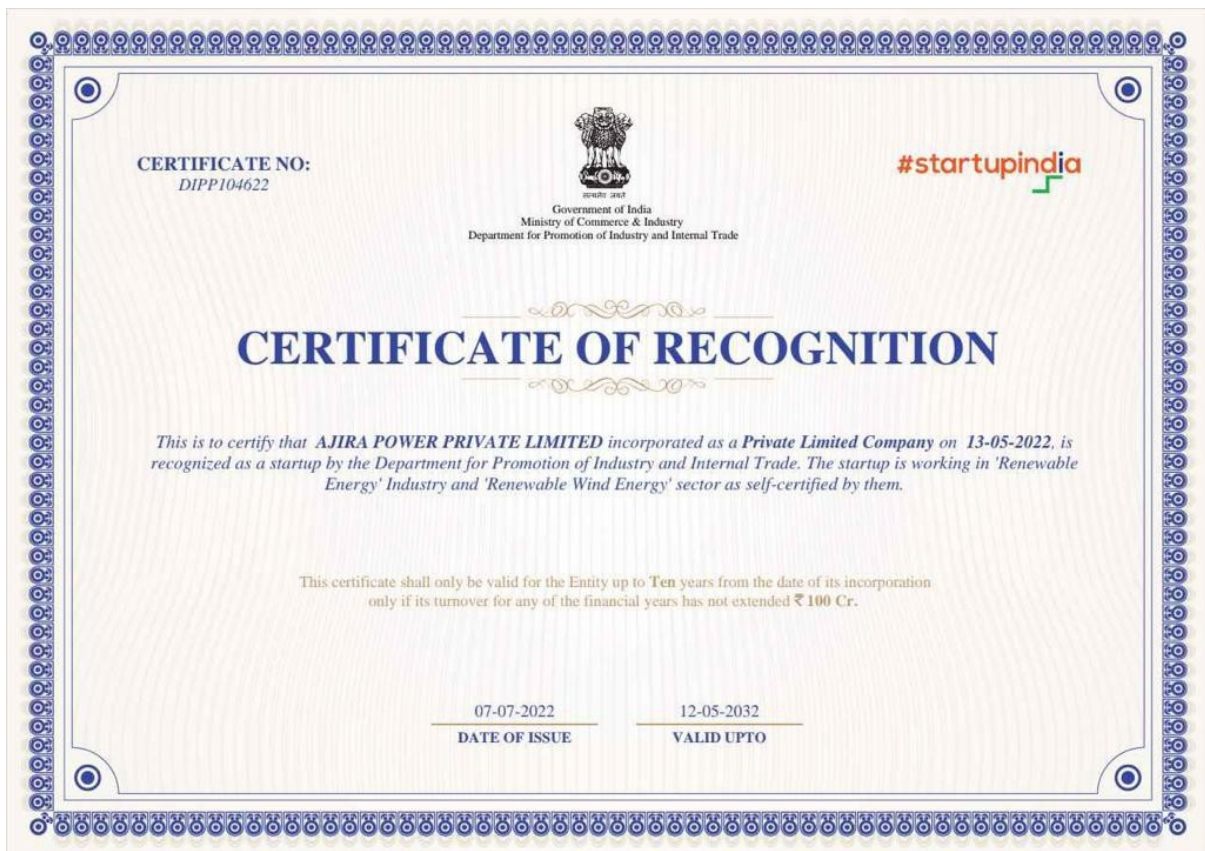 CERTIFICATE NO:
DIPP104622
सत्यमेव जयते
Government of India
Ministry of Commerce & Industry
Department for Promotion of Industry and Internal Trade
#startupindia
CERTIFICATE OF RECOGNITION
This is to certify that AJIRA POWER PRIVATE LIMITED incorporated as a Private Limited Company on 13-05-2022, is
recognized as a startup by the Department for Promotion of Industry and Internal Trade. The startup is working in 'Renewable
Energy' Industry and 'Renewable Wind Energy' sector as self-certified by them.
This certificate shall only be valid for the Entity up to Ten years from the date of its incorporation
only if its turnover for any of the financial years has not extended ₹ 100 Cr.
07-07-2022
DATE OF ISSUE
12-05-2032
VALID UPTO